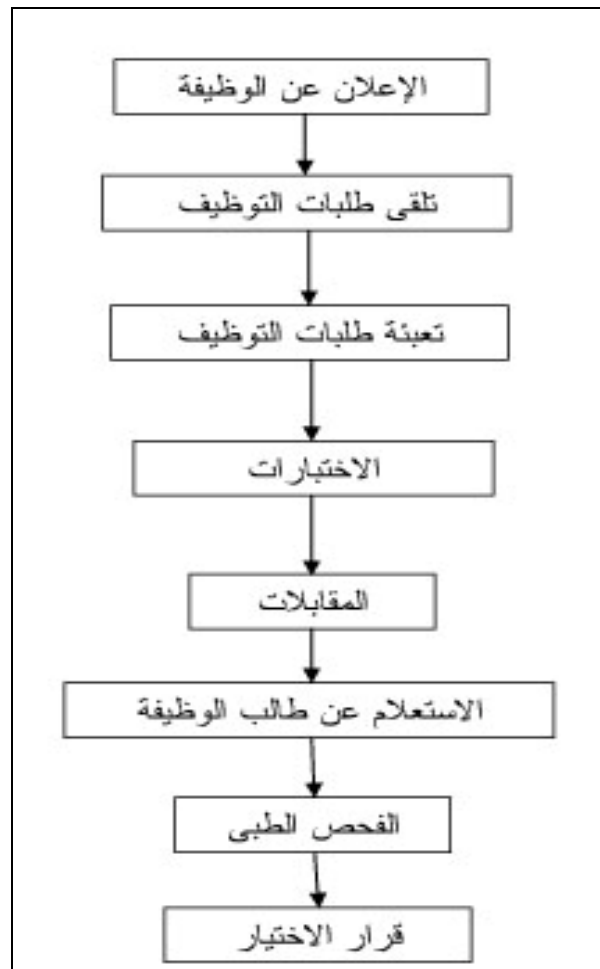 الإعلان عن الوظيفة
تلقى طلبات التوظيف
تعبئة طلبات التوظيف
الاختبارات
المقابلات
الاستعلام عن طالب الوظيفة
الفحص الطبى
قرار الاختيار